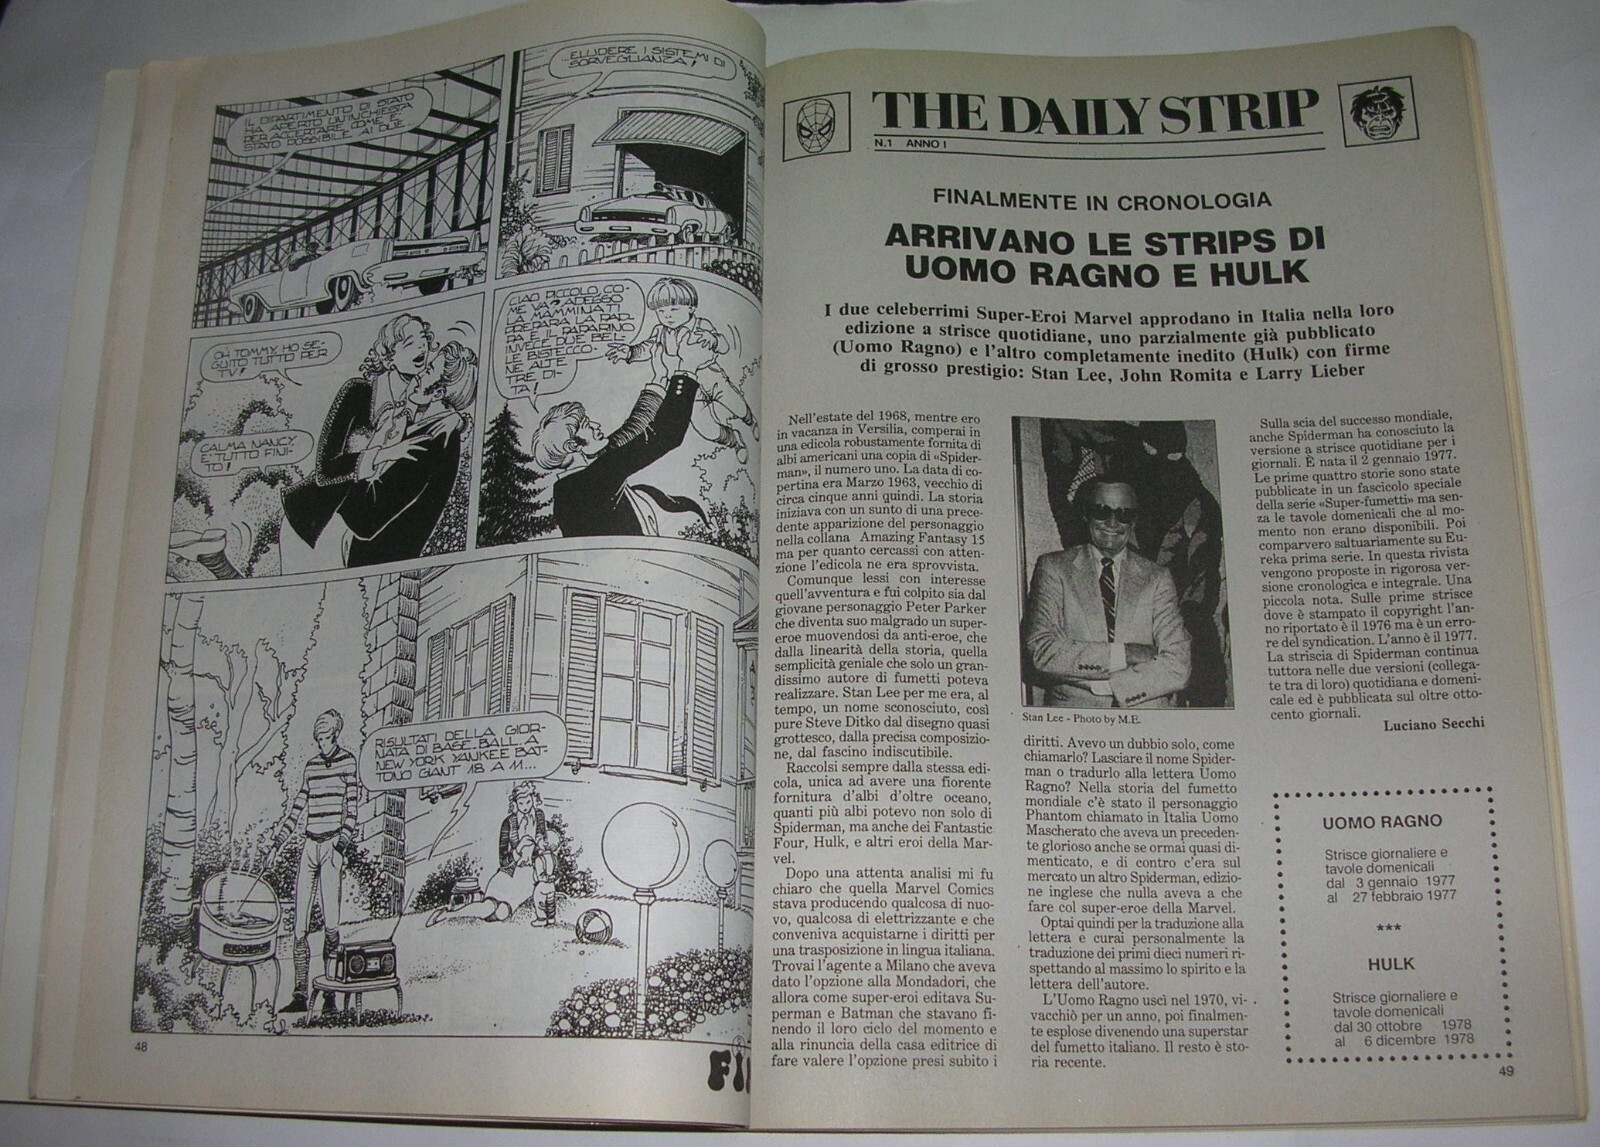 IL DIPARTIMENTO DI STATO
HA APERTO UN'INCHIESTA
PER ACCERTARE COME E'
STATO POSSIBILE AI DUE
...ELUDERE I SISTEMI DI
SORVEGLIANZA!
OH TOMMY, HO SE-
GUITO TUTTO PER
TV!
CALMA NANCY
E' TUTTO FINI-
TO!
CIAO PICCOLO, CO-
ME VA? ADESSO
LA MAMMINA TI
PREPARA LA PAP-
PA E IL PAPARINO
INVECE DUE BEL-
LE BISTECCO-
NE ALTE
TRE DI-
TA!
RISULTATI DELLA GIOR-
NATA DI BASE-BALL. A
NEW YORK YANKEE BAT-
TONO GIANT 18 A 11...
48
FI
THE DAILY STRIP
N.1 ANNO I
FINALMENTE IN CRONOLOGIA
ARRIVANO LE STRIPS DI
UOMO RAGNO E HULK
I due celeberrimi Super-Eroi Marvel approdano in Italia nella loro
edizione a strisce quotidiane, uno parzialmente già pubblicato
(Uomo Ragno) e l'altro completamente inedito (Hulk) con firme
di grosso prestigio: Stan Lee, John Romita e Larry Lieber
Nell'estate del 1968, mentre ero
in vacanza in Versilia, comperai in
una edicola robustamente fornita di
albi americani una copia di «Spider-
man», il numero uno. La data di co-
pertina era Marzo 1963, vecchio di
circa cinque anni quindi. La storia
iniziava con un sunto di una prece-
dente apparizione del personaggio
nella collana Amazing Fantasy 15
ma per quanto cercassi con atten-
zione l'edicola ne era sprovvista.
Comunque lessi con interesse
quell'avventura e fui colpito sia dal
giovane personaggio Peter Parker
che diventa suo malgrado un super-
eroe muovendosi da anti-eroe, che
dalla linearità della storia, quella
semplicità geniale che solo un gran-
dissimo autore di fumetti poteva
realizzare. Stan Lee per me era, al
tempo, un nome sconosciuto, così
pure Steve Ditko dal disegno quasi
grottesco, dalla precisa composizio-
ne, dal fascino indiscutibile.
Raccolsi sempre dalla stessa edi-
cola, unica ad avere una fiorente
fornitura d'albi d'oltre oceano,
quanti più albi potevo non solo di
Spiderman, ma anche dei Fantastic
Four, Hulk, e altri eroi della Mar-
vel.
Dopo una attenta analisi mi fu
chiaro che quella Marvel Comics
stava producendo qualcosa di nuo-
vo, qualcosa di elettrizzante e che
conveniva acquistarne i diritti per
una trasposizione in lingua italiana.
Trovai l'agente a Milano che aveva
dato l'opzione alla Mondadori, che
allora come super-eroi editava Su-
perman e Batman che stavano fi-
nendo il loro ciclo del momento e
alla rinuncia della casa editrice di
fare valere l'opzione presi subito i
Stan Lee - Photo by M.E.
diritti. Avevo un dubbio solo, come
chiamarlo? Lasciare il nome Spider-
man o tradurlo alla lettera Uomo
Ragno? Nella storia del fumetto
mondiale c'è stato il personaggio
Phantom chiamato in Italia Uomo
Mascherato che aveva un preceden-
te glorioso anche se ormai quasi di-
menticato, e di contro c'era sul
mercato un altro Spiderman, edizio-
ne inglese che nulla aveva a che
fare col super-eroe della Marvel.
Optai quindi per la traduzione alla
lettera e curai personalmente la
traduzione dei primi dieci numeri ri-
spettando al massimo lo spirito e la
lettera dell'autore.
L'Uomo Ragno uscì nel 1970, vi-
vacchiò per un anno, poi finalmen-
te esplose divenendo una superstar
del fumetto italiano. Il resto è sto-
ria recente.
Sulla scia del successo mondiale,
anche Spiderman ha conosciuto la
versione a strisce quotidiane per i
giornali. È nata il 2 gennaio 1977.
Le prime quattro storie sono state
pubblicate in un fascicolo speciale
della serie «Super-fumetti» ma sen-
za le tavole domenicali che al mo-
mento non erano disponibili. Poi
comparvero saltuariamente su Eu-
reka prima serie. In questa rivista
vengono proposte in rigorosa ver-
sione cronologica e integrale. Una
piccola nota. Sulle prime strisce
dove è stampato il copyright l'an-
no riportato è il 1976 ma è un erro-
re del syndication. L'anno è il 1977.
La striscia di Spiderman continua
tuttora nelle due versioni (collega-
te tra di loro) quotidiana e domeni-
cale ed è pubblicata sul oltre otto-
cento giornali.
Luciano Secchi
UOMO RAGNO
Strisce giornaliere e
tavole domenicali
dal 3 gennaio 1977
al 27 febbraio 1977
***
HULK
Strisce giornaliere e
tavole domenicali
dal 30 ottobre 1978
al 6 dicembre 1978
49